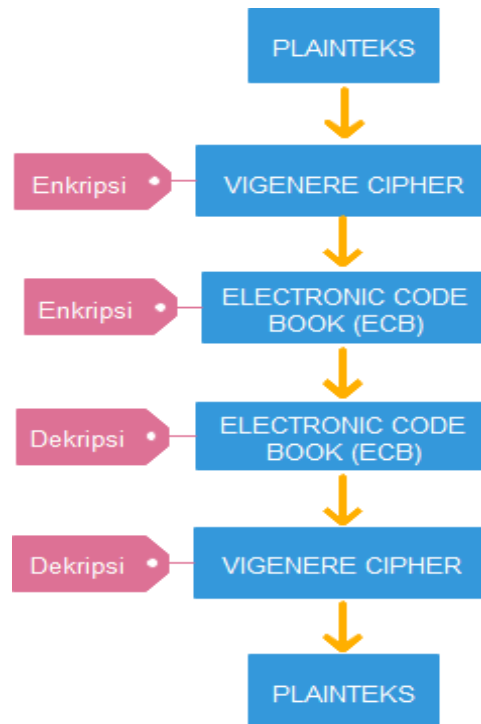 PLAINTEKS
Enkripsi
VIGENERE CIPHER
Enkripsi
ELECTRONIC CODE
BOOK (ECB)
Dekripsi
ELECTRONIC CODE
BOOK (ECB)
Dekripsi
VIGENERE CIPHER
PLAINTEKS